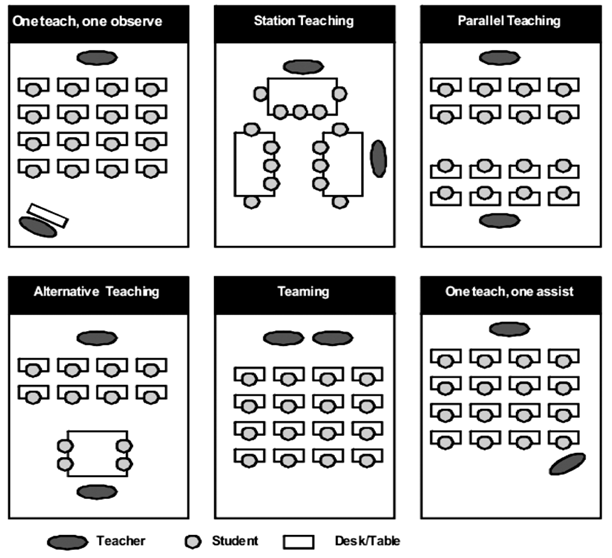 One teach, one observe
Station Teaching
Parallel Teaching
Alternative Teaching
Teaming
One teach, one assist
Teacher
Student
Desk/Table